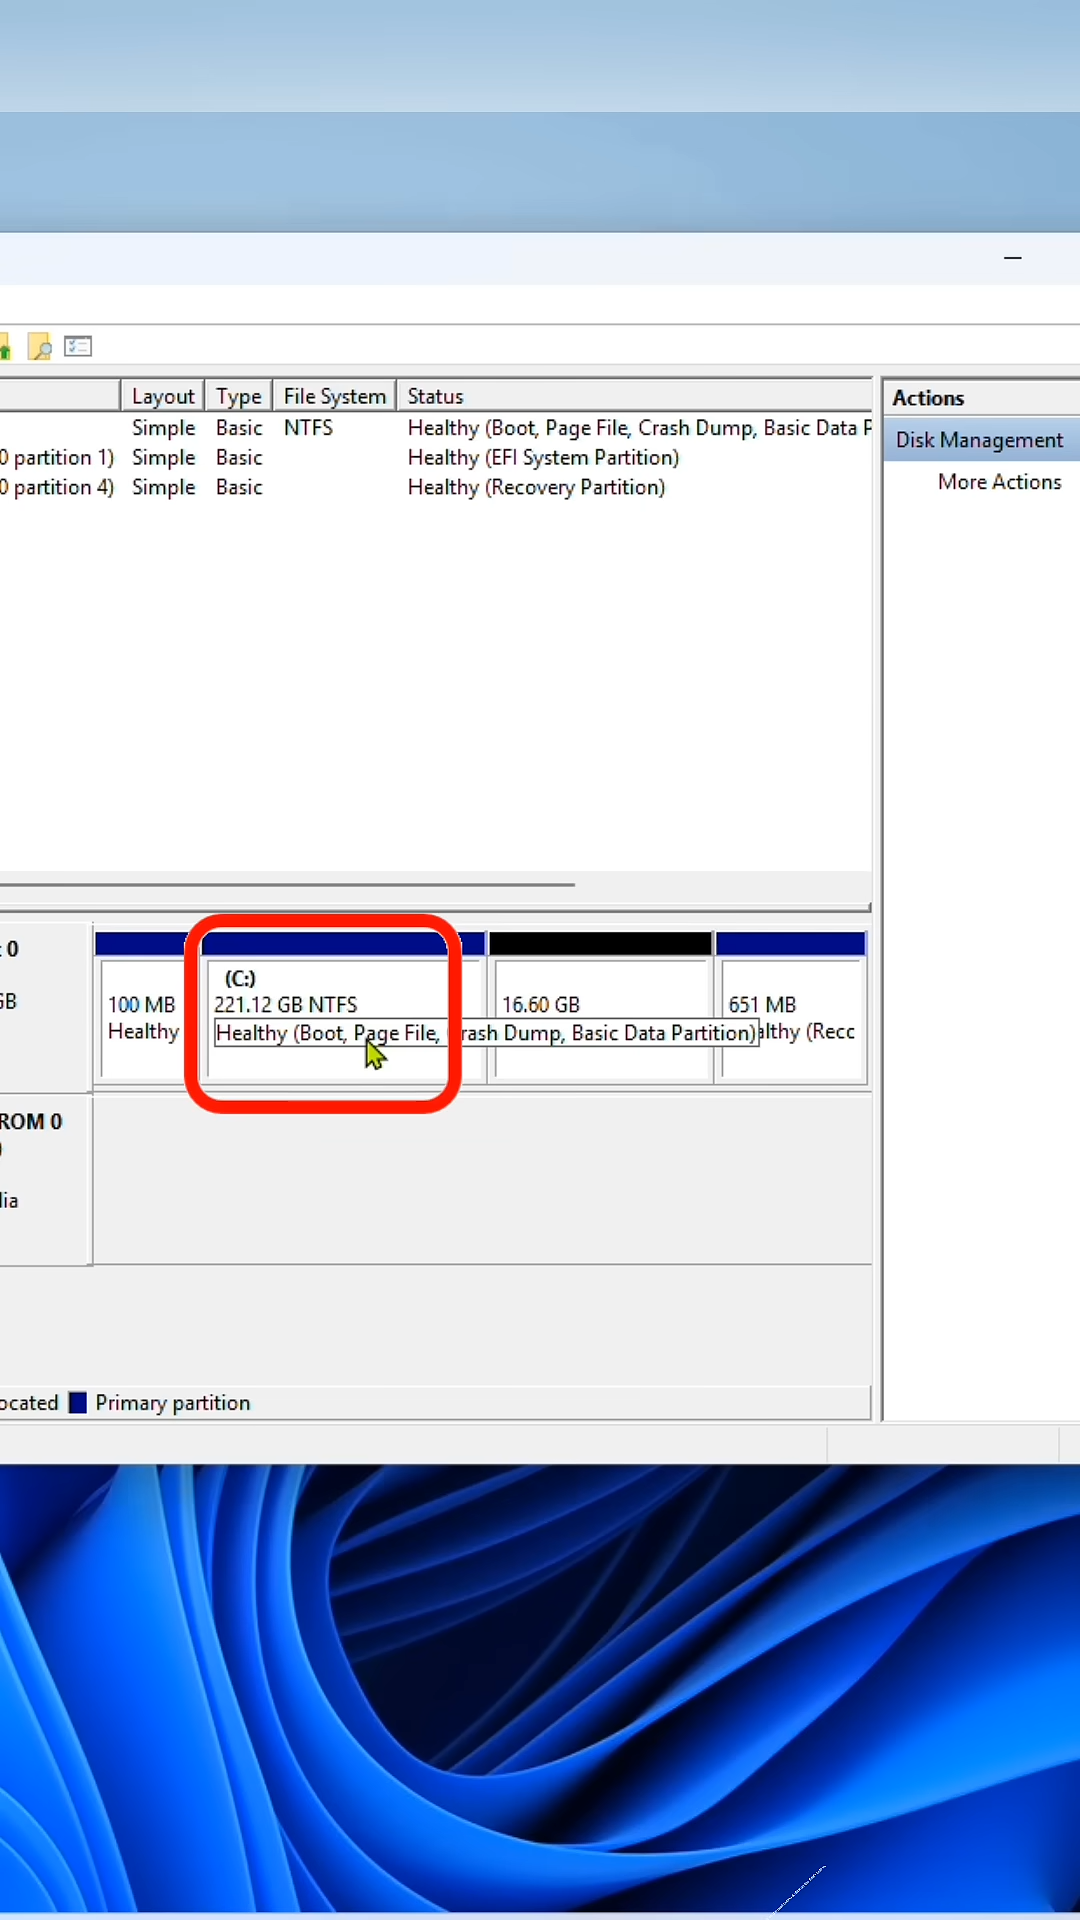 Layout Type File System Status
Simple Basic NTFS Healthy (Boot, Page File, Crash Dump, Basic Data P
0 partition 1) Simple Basic Healthy (EFI System Partition)
0 partition 4) Simple Basic Healthy (Recovery Partition)
Actions
Disk Management
More Actions
0
GB
100 MB
Healthy
(C:)
221.12 GB NTFS
Healthy (Boot, Page File, rash Dump, Basic Data Partition)
16.60 GB
651 MB
althy (Recc
ROM 0
)
dia
ocated
Primary partition